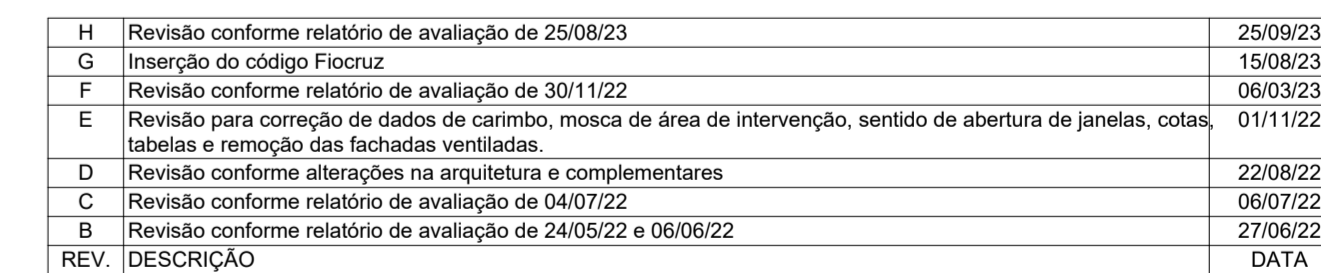 H Revisão conforme relatório de avaliação de 25/08/23 25/09/23
G Inserção do código Fiocruz 15/08/23
F Revisão conforme relatório de avaliação de 30/11/22 06/03/23
E Revisão para correção de dados de carimbo, mosca de área de intervenção, sentido de abertura de janelas, cotas, 01/11/22
tabelas e remoção das fachadas ventiladas.
D Revisão conforme alterações na arquitetura e complementares 22/08/22
C Revisão conforme relatório de avaliação de 04/07/22 06/07/22
B Revisão conforme relatório de avaliação de 24/05/22 e 06/06/22 27/06/22
REV. DESCRIÇÃO DATA